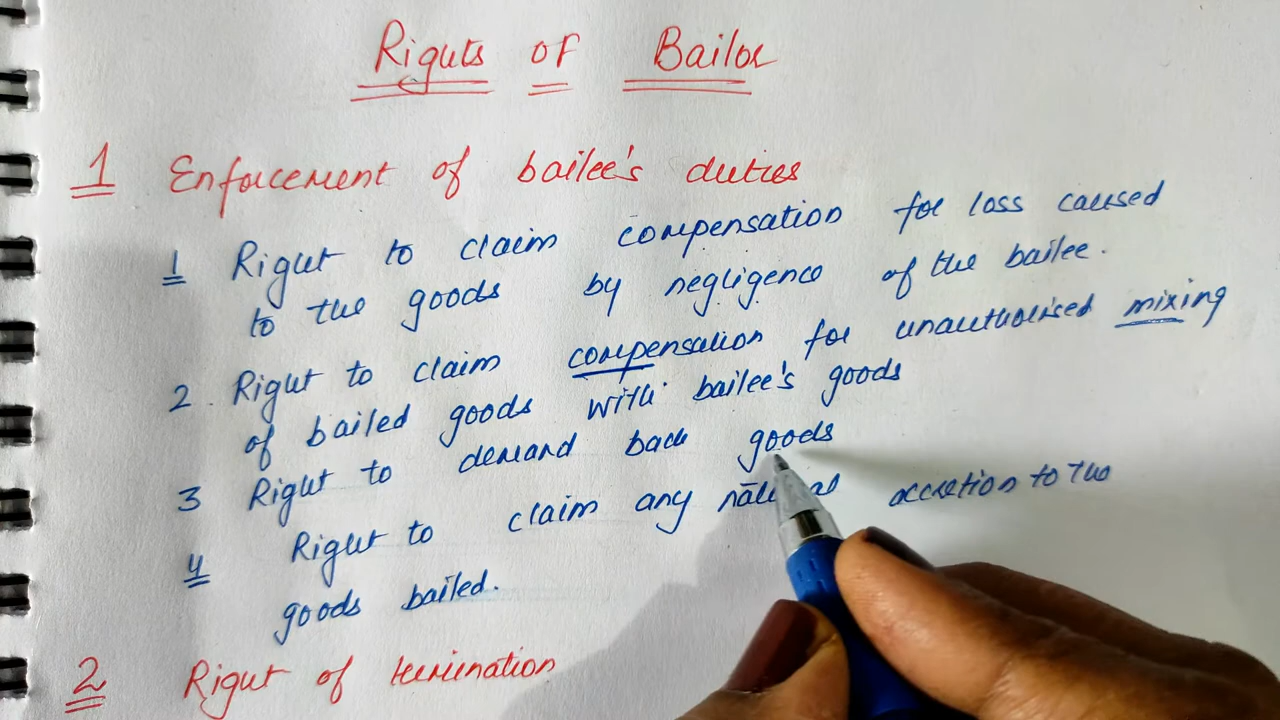 Rights of Bailor
1 Enforcement of bailee's duties
1 Right to claim compensation for loss caused
to the goods by negligence of the bailee.
2. Right to claim compensation for unauthorised mixing
of bailed goods with bailee's goods
3 Right to demand back goods
4 Right to claim any natural accretion to the
goods bailed.
2 Right of termination